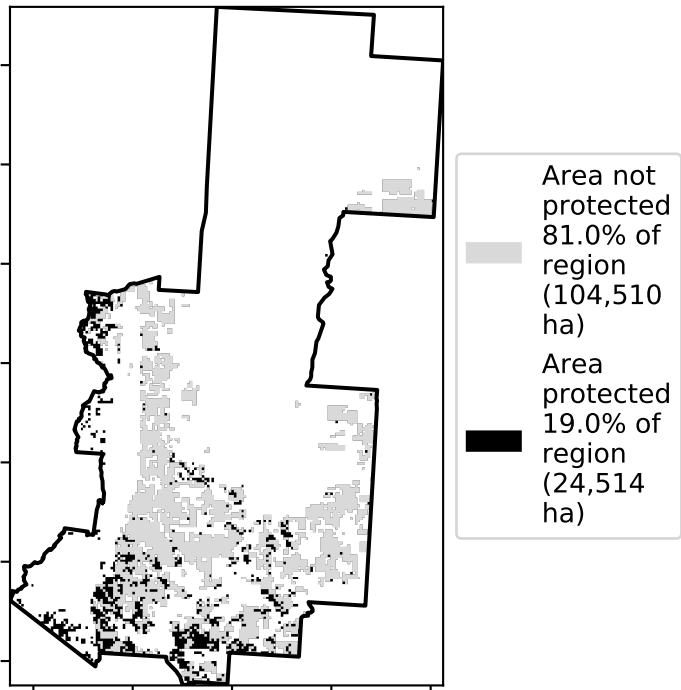 Area not
protected
81.0% of
region
(104,510
ha)
Area
protected
19.0% of
region
(24,514
ha)